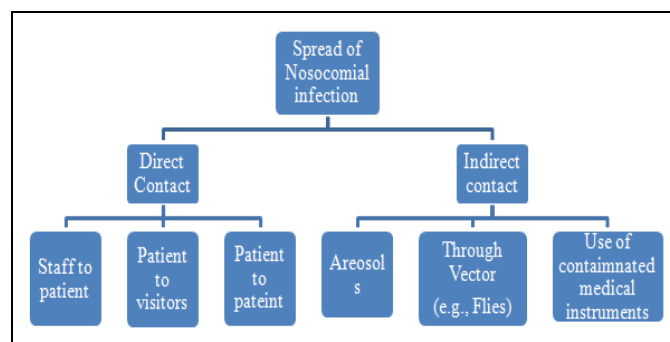 Spread of
Nosocomial
infection
Direct
Contact
Indirect
contact
Staff to
patient
Patient
to
visitors
Patient
to
pateint
Areosol
s
Through
Vector
(e.g., Flies)
Use of
contaimnated
medical
instruments